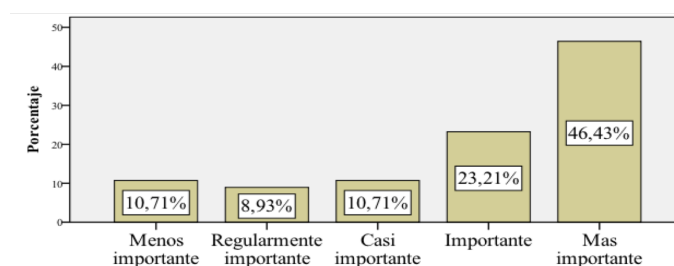 50
40
30
20
10
0
Porcentaje
10,71%
8,93%
10,71%
23,21%
46,43%
Menos
importante
Regularmente
importante
Casi
importante
Importante
Mas
importante